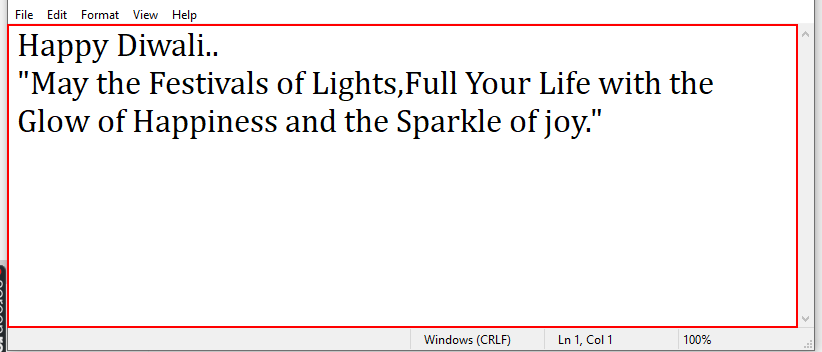 File Edit Format View Help
Happy Diwali..
"May the Festivals of Lights,Full Your Life with the
Glow of Happiness and the Sparkle of joy."
Windows (CRLF) Ln 1, Col 1 100%